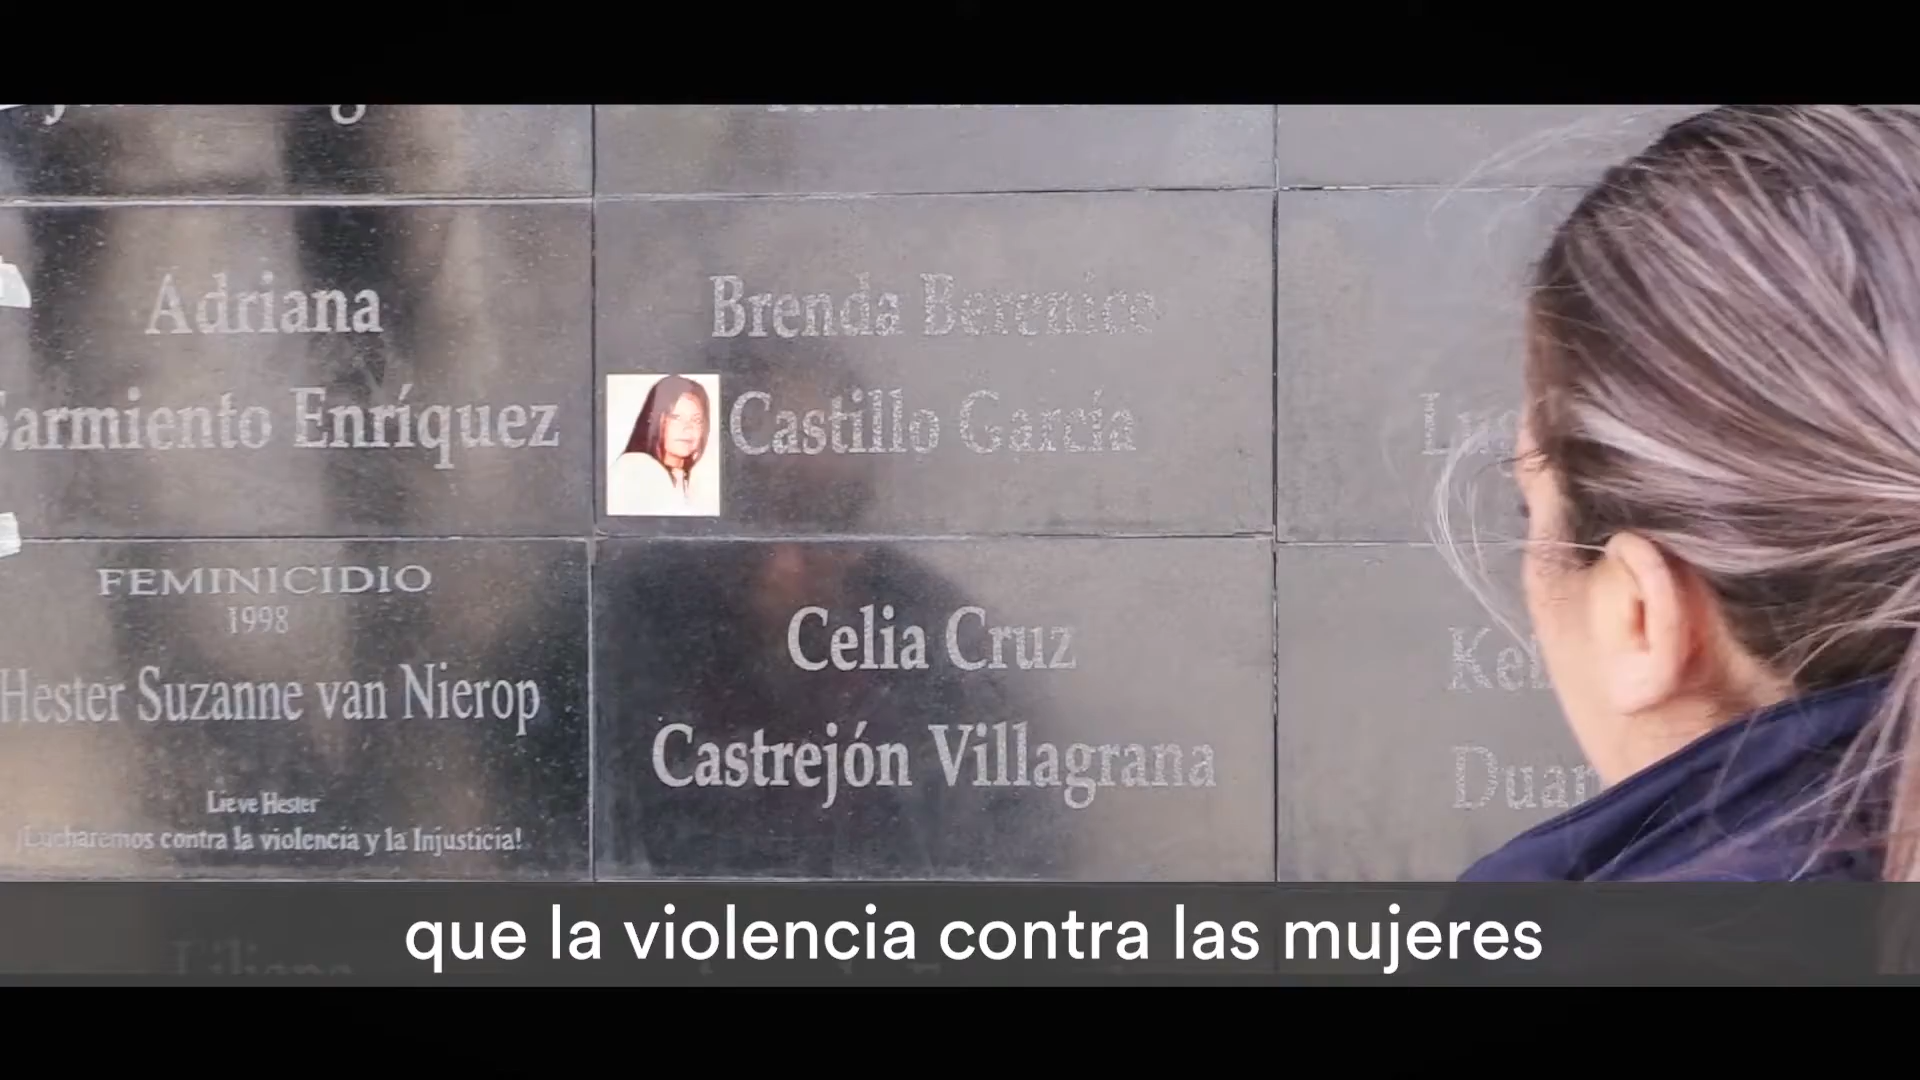 Adriana
Sarmiento Enríquez
Brenda Berenice
Castillo García
FEMINICIDIO
1998
Hester Suzanne van Nierop
Lieve Hester
¡Lucharemos contra la violencia y la Injusticia!
Celia Cruz
Castrejón Villagrana
que la violencia contra las mujeres